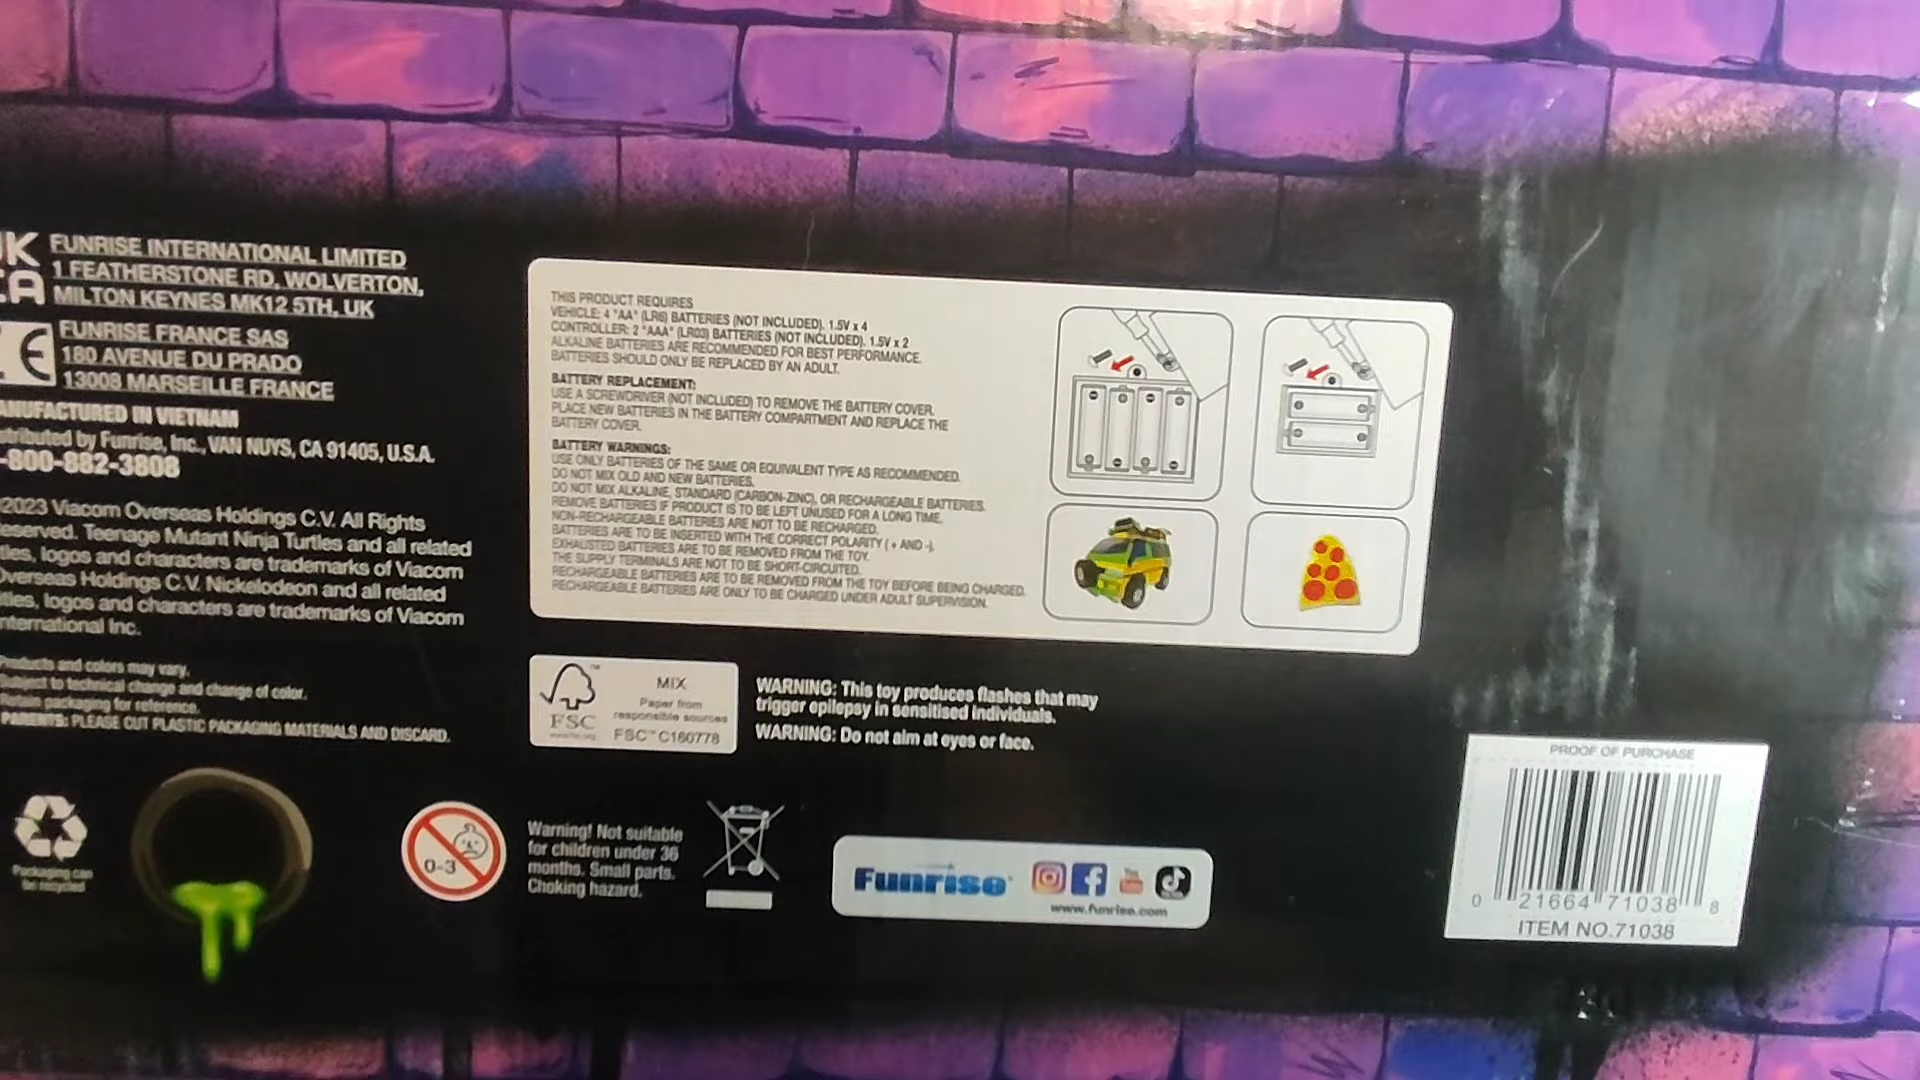 UK
CA
FUNRISE INTERNATIONAL LIMITED
1 FEATHERSTONE RD, WOLVERTON,
MILTON KEYNES MK12 5TH, UK
CE
FUNRISE FRANCE SAS
180 AVENUE DU PRADO
13008 MARSEILLE FRANCE
ANUFACTURED IN VIETNAM
stributed by Funrise, Inc., VAN NUYS, CA 91405, U.S.A.
-800-882-3808
2023 Viacom Overseas Holdings C.V. All Rights
eserved. Teenage Mutant Ninja Turtles and all related
tles, logos and characters are trademarks of Viacom
Overseas Holdings C.V. Nickelodeon and all related
itles, logos and characters are trademarks of Viacom
nternational Inc.
Products and colors may vary.
Subject to technical change and change of color.
Retain packaging for reference.
PARENTS: PLEASE CUT PLASTIC PACKAGING MATERIALS AND DISCARD.
Packaging can
be recycled
THIS PRODUCT REQUIRES
VEHICLE: 4 "AA" (LR6) BATTERIES (NOT INCLUDED). 1.5V x 4
CONTROLLER: 2 "AAA" (LR03) BATTERIES (NOT INCLUDED). 1.5V x 2
ALKALINE BATTERIES ARE RECOMMENDED FOR BEST PERFORMANCE.
BATTERIES SHOULD ONLY BE REPLACED BY AN ADULT.
BATTERY REPLACEMENT:
USE A SCREWDRIVER (NOT INCLUDED) TO REMOVE THE BATTERY COVER.
PLACE NEW BATTERIES IN THE BATTERY COMPARTMENT AND REPLACE THE
BATTERY COVER.
BATTERY WARNINGS:
USE ONLY BATTERIES OF THE SAME OR EQUIVALENT TYPE AS RECOMMENDED.
DO NOT MIX OLD AND NEW BATTERIES.
DO NOT MIX ALKALINE, STANDARD (CARBON-ZINC), OR RECHARGEABLE BATTERIES.
REMOVE BATTERIES IF PRODUCT IS TO BE LEFT UNUSED FOR A LONG TIME.
NON-RECHARGEABLE BATTERIES ARE NOT TO BE RECHARGED.
BATTERIES ARE TO BE INSERTED WITH THE CORRECT POLARITY (+ AND -).
EXHAUSTED BATTERIES ARE TO BE REMOVED FROM THE TOY.
THE SUPPLY TERMINALS ARE NOT TO BE SHORT-CIRCUITED.
RECHARGEABLE BATTERIES ARE TO BE REMOVED FROM THE TOY BEFORE BEING CHARGED.
RECHARGEABLE BATTERIES ARE ONLY TO BE CHARGED UNDER ADULT SUPERVISION.
FSC
www.fsc.org
MIX
Paper from
responsible sources
FSC™ C160778
WARNING: This toy produces flashes that may
trigger epilepsy in sensitised individuals.
WARNING: Do not aim at eyes or face.
0-3
Warning! Not suitable
for children under 36
months. Small parts.
Choking hazard.
Funrise
www.funrise.com
PROOF OF PURCHASE
0 21664 71038 8
ITEM NO.71038